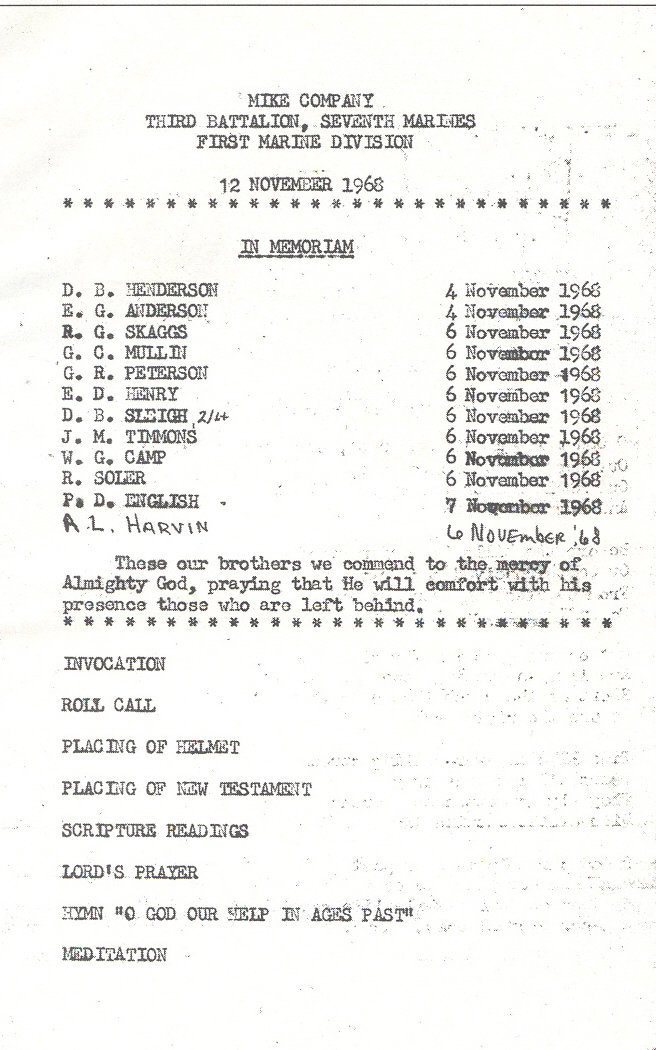 MIKE COMPANY
THIRD BATTALION, SEVENTH MARINES
FIRST MARINE DIVISION
12 NOVEMBER 1968
* * * * * * * * * * * * * * * * * * * * * * * * * * *
IN MEMORIAM
D. B. HENDERSON 4 November 1968
E. G. ANDERSON 4 November 1968
R. G. SKAGGS 6 November 1968
G. C. MULLIN 6 November 1968
G. R. PETERSON 6 November 1968
E. D. HENRY 6 November 1968
D. B. SLEIGH 2/4 6 November 1968
J. M. TIMMONS 6 November 1968
W. G. CAMP 6 November 1968
R. SOLER 6 November 1968
P. D. ENGLISH 7 November 1968
A.L. HARVIN 6 NOVEMBER '68
These our brothers we commend to the mercy of
Almighty God, praying that He will comfort with his
presence those who are left behind.
* * * * * * * * * * * * * * * * * * * * * * * * * * *
INVOCATION
ROLL CALL
PLACING OF HELMET
PLACING OF NEW TESTAMENT
SCRIPTURE READINGS
LORD'S PRAYER
HYMN "O GOD OUR HELP IN AGES PAST"
MEDITATION